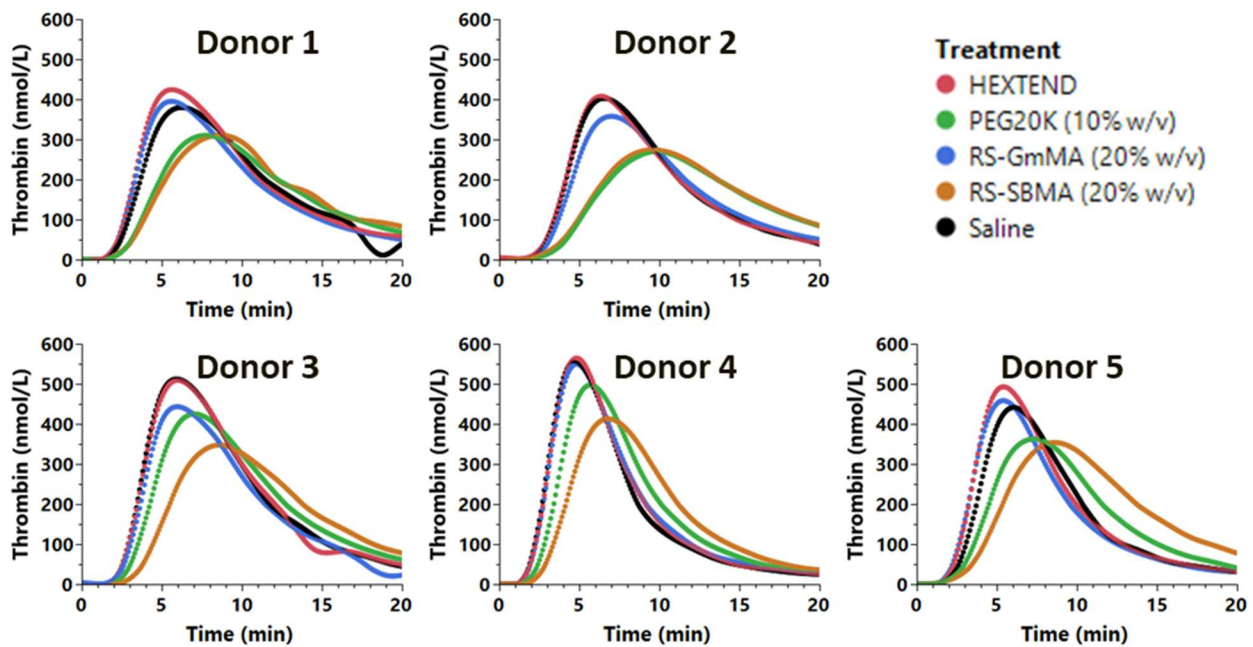 Donor 1
Thrombin (nmol/L)
600
500
400
300
200
100
0
0 5 10 15 20
Time (min)
Donor 2
Thrombin (nmol/L)
600
500
400
300
200
100
0
0 5 10 15 20
Time (min)
Treatment
HEXTEND
PEG20K (10% w/v)
RS-GmMA (20% w/v)
RS-SBMA (20% w/v)
Saline
Donor 3
Thrombin (nmol/L)
600
500
400
300
200
100
0
0 5 10 15 20
Time (min)
Donor 4
Thrombin (nmol/L)
600
500
400
300
200
100
0
0 5 10 15 20
Time (min)
Donor 5
Thrombin (nmol/L)
600
500
400
300
200
100
0
0 5 10 15 20
Time (min)